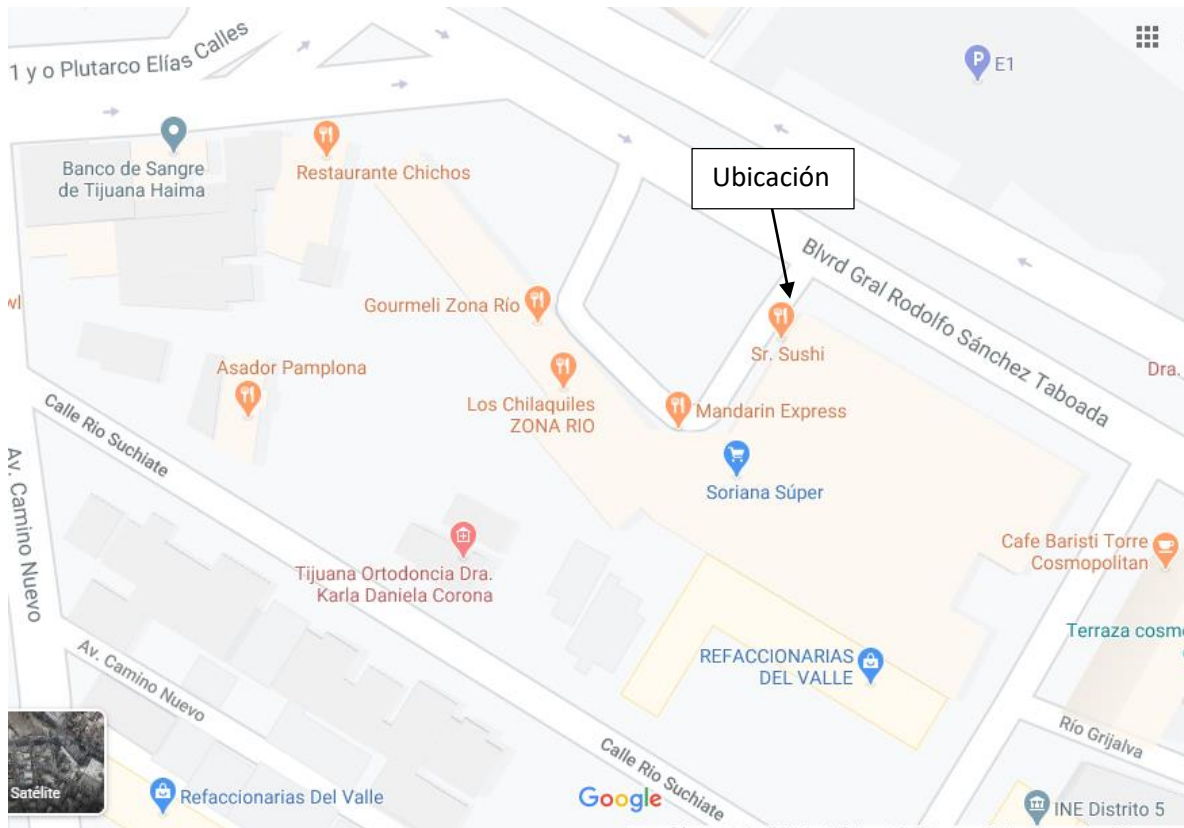 1 y o Plutarco Elías Calles
E1
Banco de Sangre
de Tijuana Haima
Restaurante Chichos
Ubicación
Blvrd Gral Rodolfo Sánchez Taboada
wl
Gourmeli Zona Río
Sr. Sushi
Dra.
Asador Pamplona
Los Chilaquiles
ZONA RIO
Mandarin Express
Calle Rio Suchiate
Av. Camino Nuevo
Soriana Súper
Cafe Baristi Torre
Cosmopolitan
Tijuana Ortodoncia Dra.
Karla Daniela Corona
Terraza cosm
REFACCIONARIAS
DEL VALLE
Av. Camino Nuevo
Río Grijalva
Calle Rio Suchiate
Satélite
Refaccionarias Del Valle
Google
INE Distrito 5